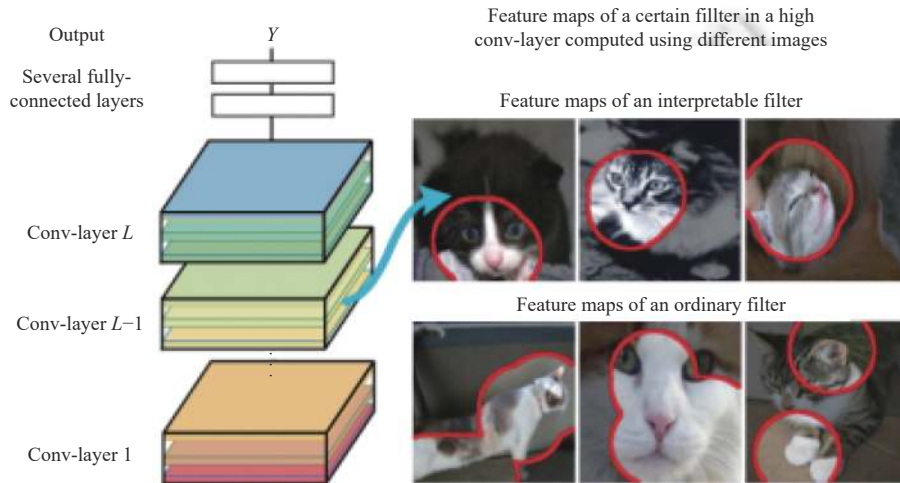 Output
Y
Feature maps of a certain fillter in a high
conv-layer computed using different images
Several fully-
connected layers
Feature maps of an interpretable filter
Conv-layer L
Feature maps of an ordinary filter
Conv-layer L−1
Conv-layer 1